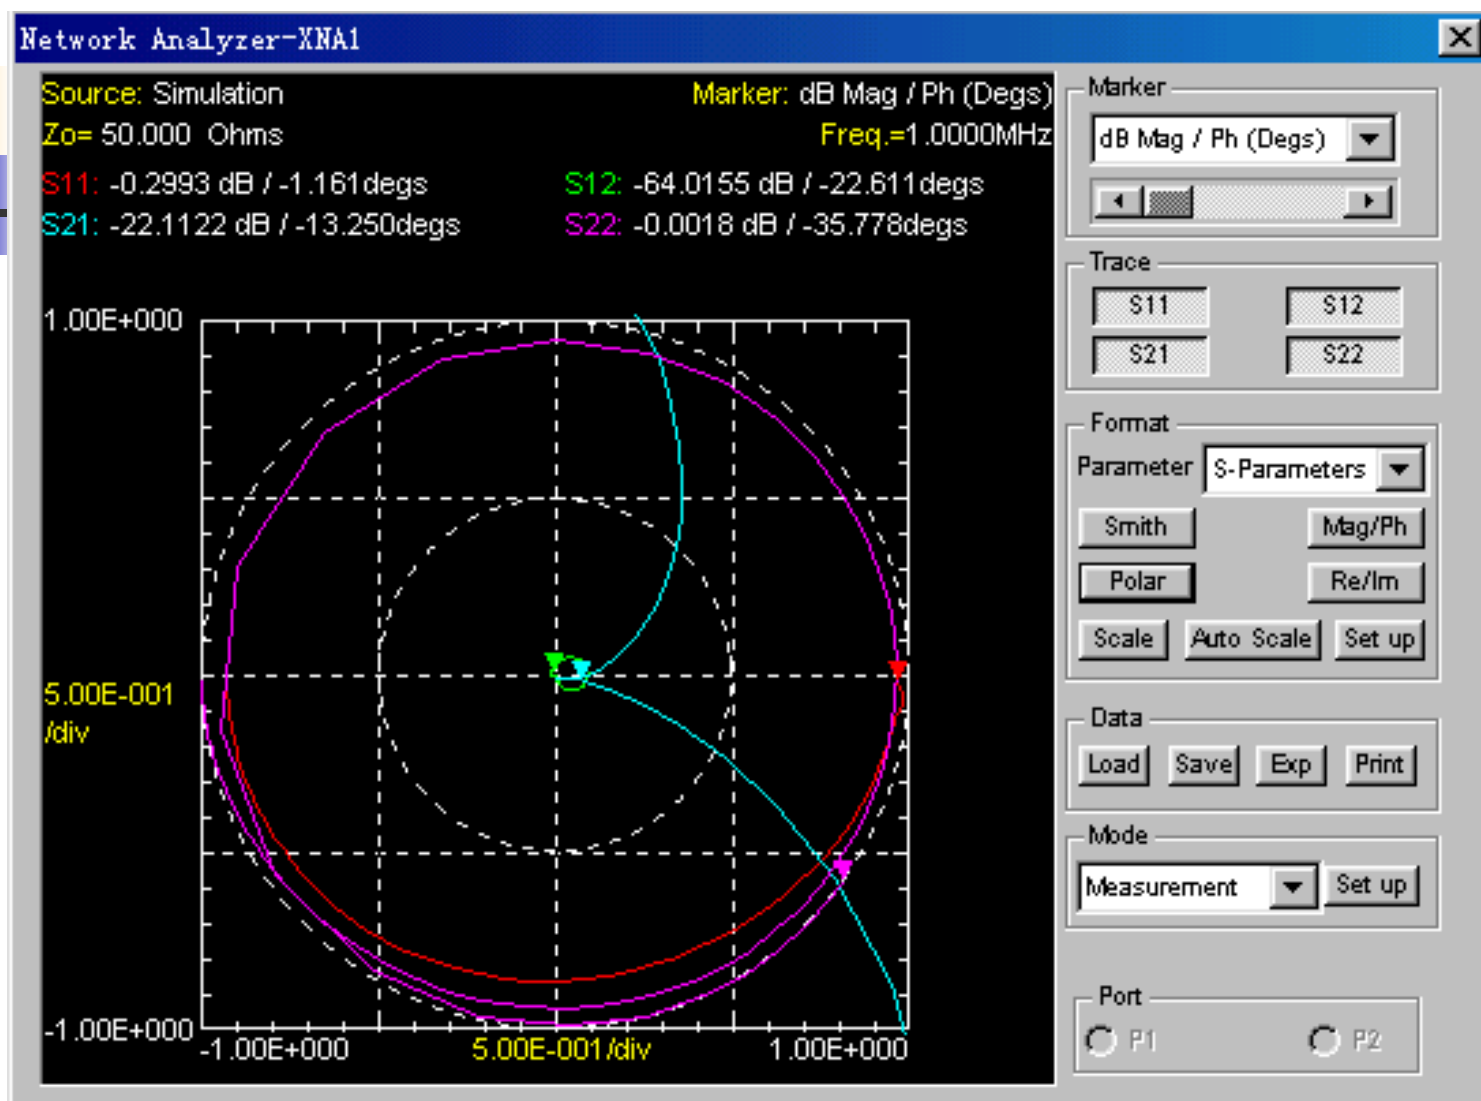 Network Analyzer-XNA1
Source: Simulation
Marker: dB Mag / Ph (Degs)
Zo= 50.000 Ohms
Freq.=1.0000MHz
S11: -0.2993 dB / -1.161degs
S12: -64.0155 dB / -22.611degs
S21: -22.1122 dB / -13.250degs
S22: -0.0018 dB / -35.778degs
1.00E+000
5.00E-001
/div
-1.00E+000
-1.00E+000
5.00E-001/div
1.00E+000
Marker
dB Mag / Ph (Degs)
Trace
S11
S12
S21
S22
Format
Parameter
S-Parameters
Smith
Mag/Ph
Polar
Re/Im
Scale
Auto Scale
Set up
Data
Load
Save
Exp
Print
Mode
Measurement
Set up
Port
P1
P2